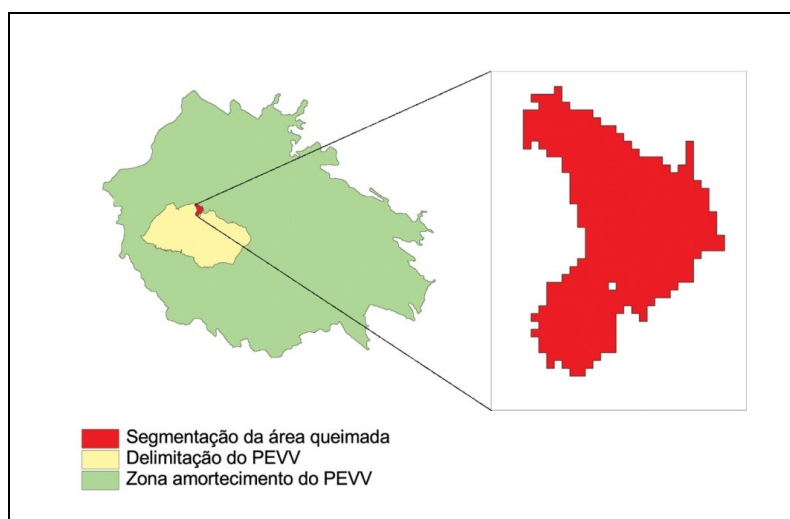 Segmentação da área queimada
Delimitação do PEVV
Zona amortecimento do PEVV